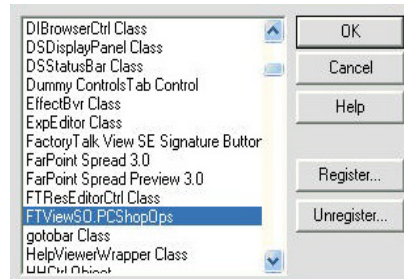 DIBrowserCtrl Class
DSDisplayPanel Class
DSStatusBar Class
Dummy ControlsTab Control
EffectBvr Class
ExpEditor Class
FactoryTalk View SE Signature Button
FarPoint Spread 3.0
FarPoint Spread Preview 3.0
FTResEditorCtrl Class
FTViewSO.PCShopOps
gotobar Class
HelpViewerWrapper Class
HHCtrl Object
OK
Cancel
Help
Register...
Unregister...